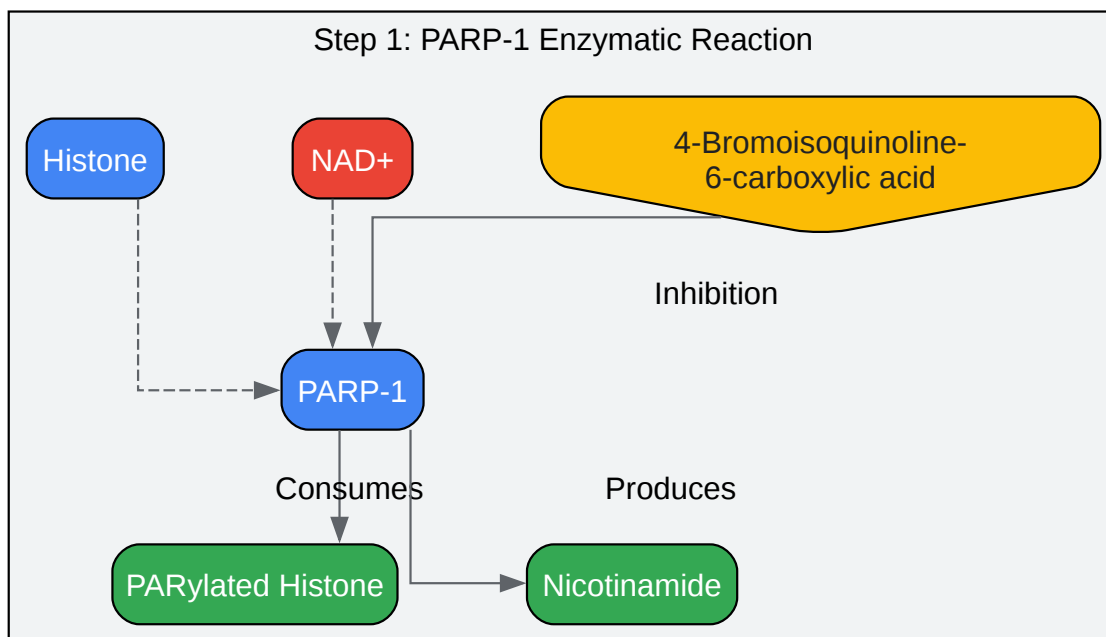 Step 1: PARP-1 Enzymatic Reaction
Histone
NAD+
4-Bromoisoquinoline-
6-carboxylic acid
Inhibition
PARP-1
Consumes
Produces
PARylated Histone
Nicotinamide